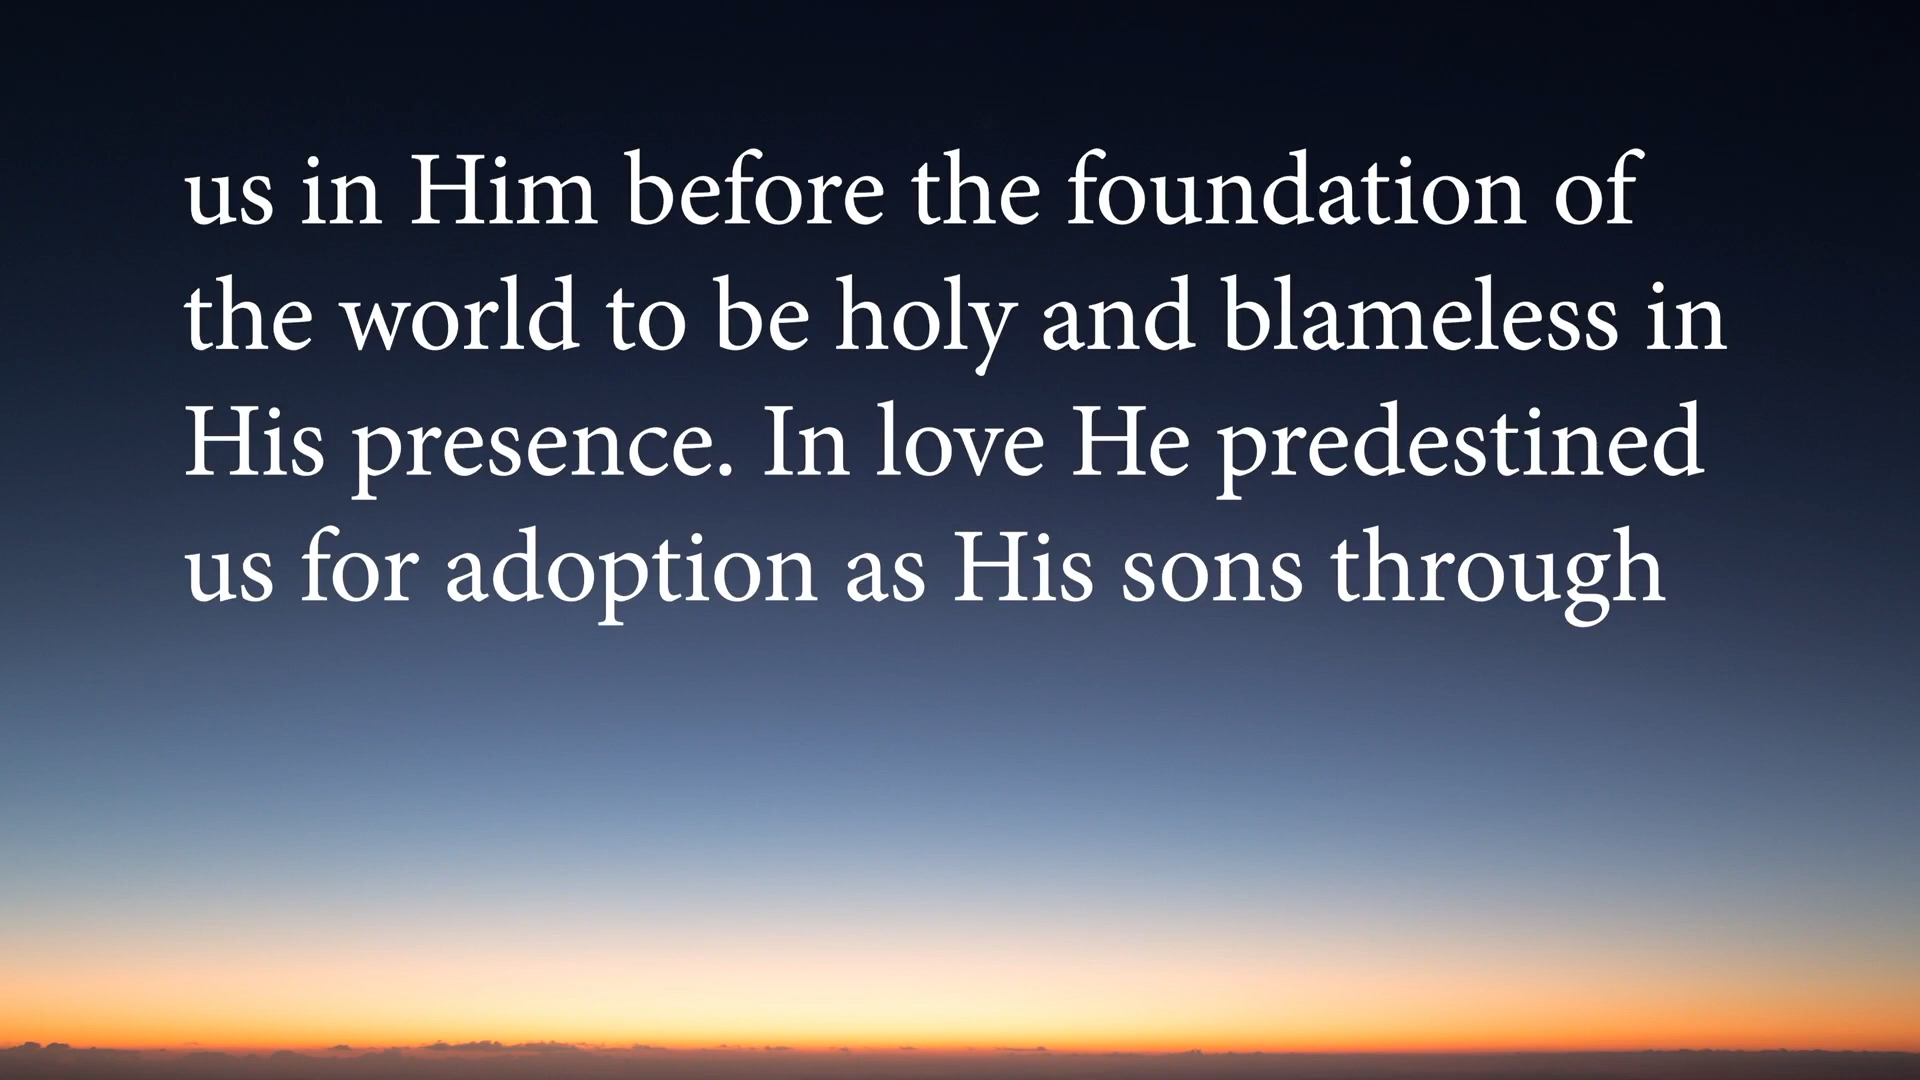 us in Him before the foundation of
the world to be holy and blameless in
His presence. In love He predestined
us for adoption as His sons through